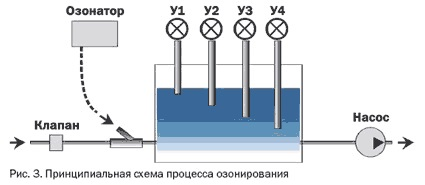 Озонатор
У1 У2 У3 У4
Клапан
Насос
Рис. 3. Принципиальная схема процесса озонирования